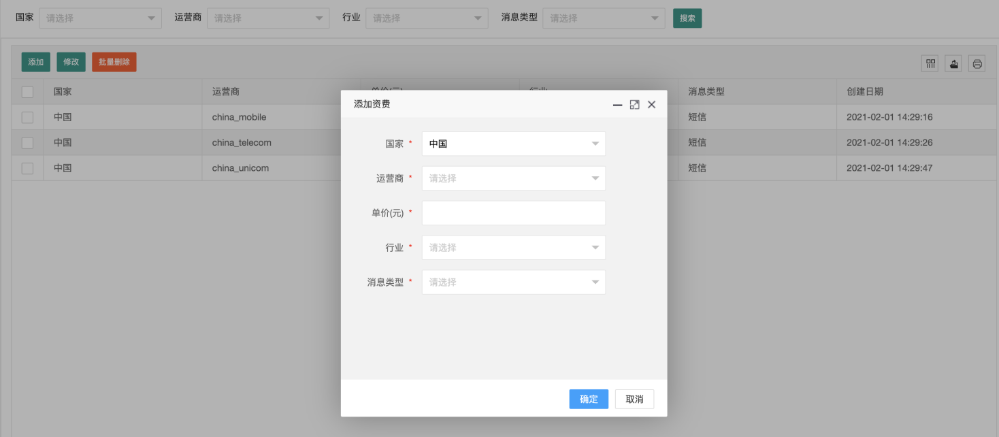 国家 请选择 运营商 请选择 行业 请选择 消息类型 请选择 搜索
添加 修改 批量删除
国家 运营商 单价(元) 行业 消息类型 创建日期
中国 china_mobile 短信 2021-02-01 14:29:16
中国 china_telecom 短信 2021-02-01 14:29:26
中国 china_unicom 短信 2021-02-01 14:29:47
添加资费
国家 * 中国
运营商 * 请选择
单价(元) *
行业 * 请选择
消息类型 * 请选择
确定 取消